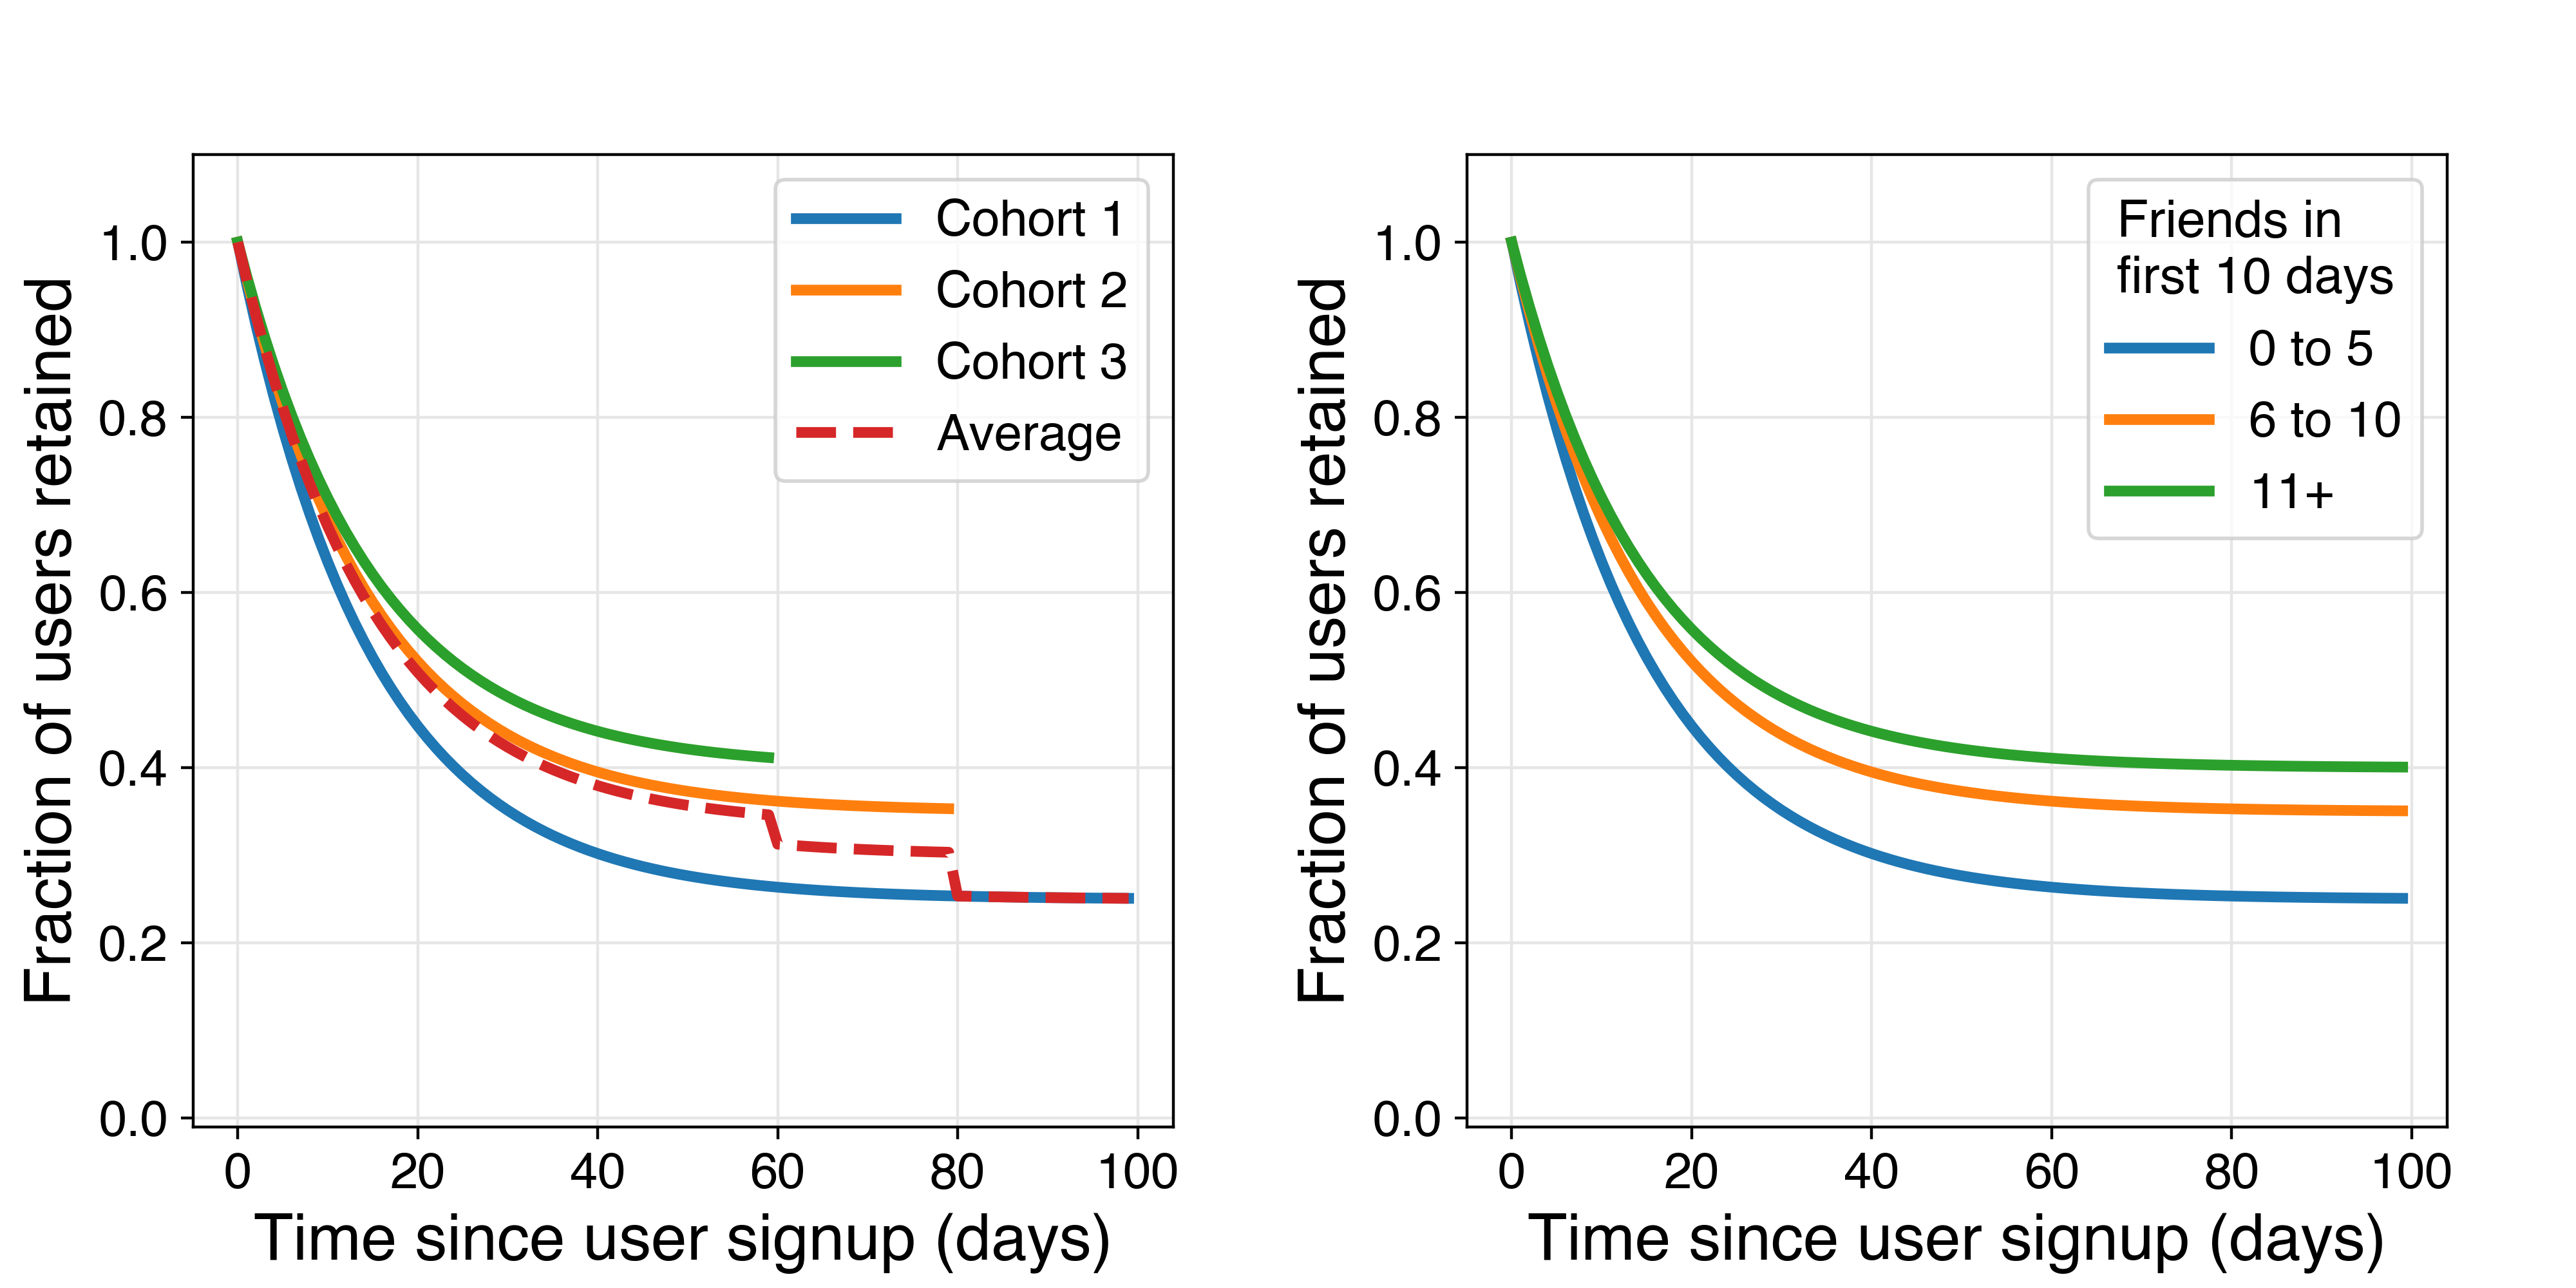 Fraction of users retained
1.0
0.8
0.6
0.4
0.2
0.0
0 20 40 60 80 100
Time since user signup (days)
Cohort 1
Cohort 2
Cohort 3
Average
Fraction of users retained
1.0
0.8
0.6
0.4
0.2
0.0
0 20 40 60 80 100
Time since user signup (days)
Friends in
first 10 days
0 to 5
6 to 10
11+